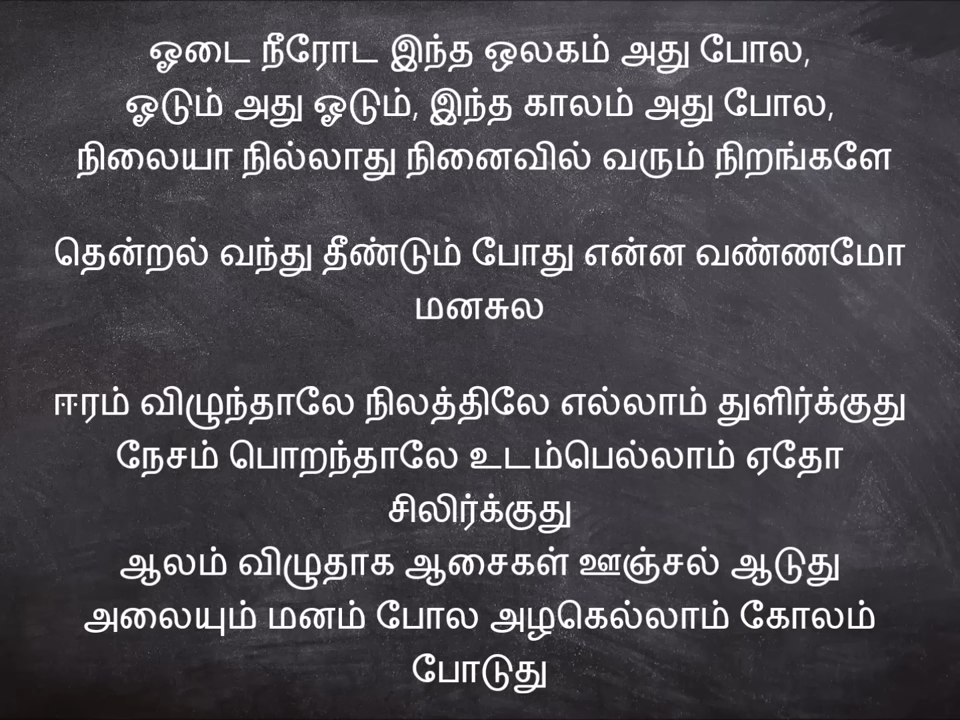 ஓடை நீரோட இந்த ஒலகம் அது போல,
ஓடும் அது ஓடும், இந்த காலம் அது போல,
நிலையா நில்லாது நினைவில் வரும் நிறங்களே
தென்றல் வந்து தீண்டும் போது என்ன வண்ணமோ
மனசுல
ஈரம் விழுந்தாலே நிலத்திலே எல்லாம் துளிர்க்குது
நேசம் பொறந்தாலே உடம்பெல்லாம் ஏதோ
சிலிர்க்குது
ஆலம் விழுதாக ஆசைகள் ஊஞ்சல் ஆடுது
அலையும் மனம் போல அழகெல்லாம் கோலம்
போடுது